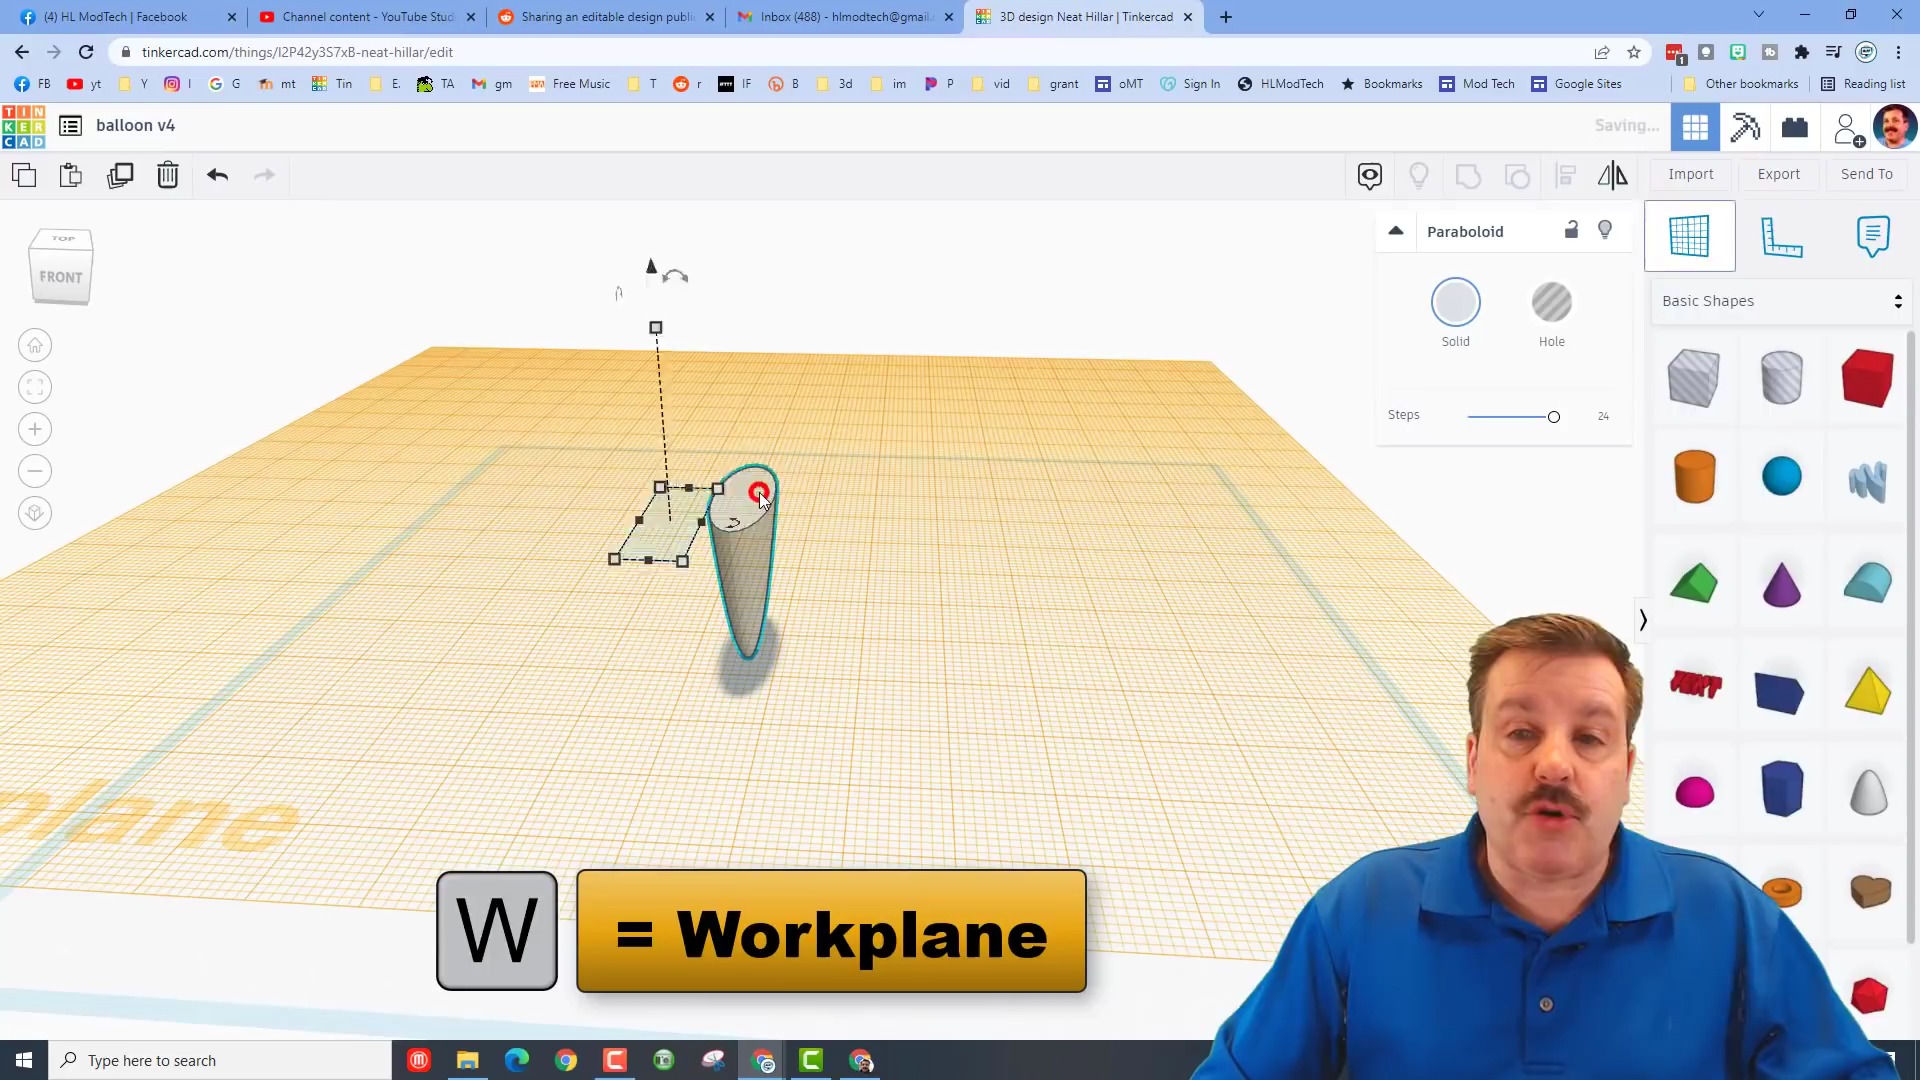 (4) HL ModTech | Facebook
Channel content - YouTube Stud
Sharing an editable design publi
Inbox (488) - hlmodtech@gmail.
3D design Neat Hillar | Tinkercad
tinkercad.com/things/I2P42y3S7xB-neat-hillar/edit
1
FB
yt
Y
I
G
mt
Tin
E.
TA
gm
Free Music
T
r
IF
B
3d
im
P
vid
grant
oMT
Sign In
HLModTech
Bookmarks
Mod Tech
Google Sites
Other bookmarks
Reading list
TIN
KER
CAD
balloon v4
Saving...
Import
Export
Send To
TOP
FRONT
Paraboloid
Solid
Hole
Steps
24
Basic Shapes
TEXT
plane
W
= Workplane
Type here to search